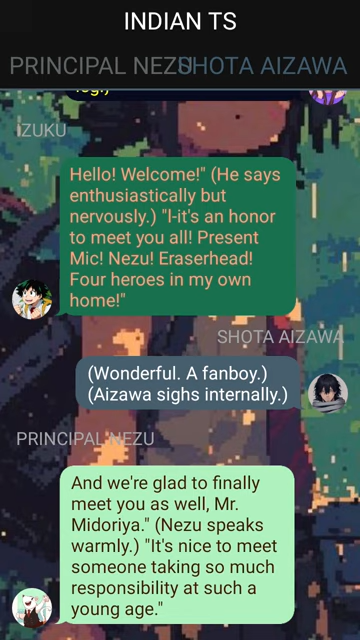 INDIAN TS
PRINCIPAL NEZU
SHOTA AIZAWA
IZUKU
Hello! Welcome!" (He says
enthusiastically but
nervously.) "I-it's an honor
to meet you all! Present
Mic! Nezu! Eraserhead!
Four heroes in my own
home!"
SHOTA AIZAWA
(Wonderful. A fanboy.)
(Aizawa sighs internally.)
PRINCIPAL NEZU
And we're glad to finally
meet you as well, Mr.
Midoriya." (Nezu speaks
warmly.) "It's nice to meet
someone taking so much
responsibility at such a
young age."